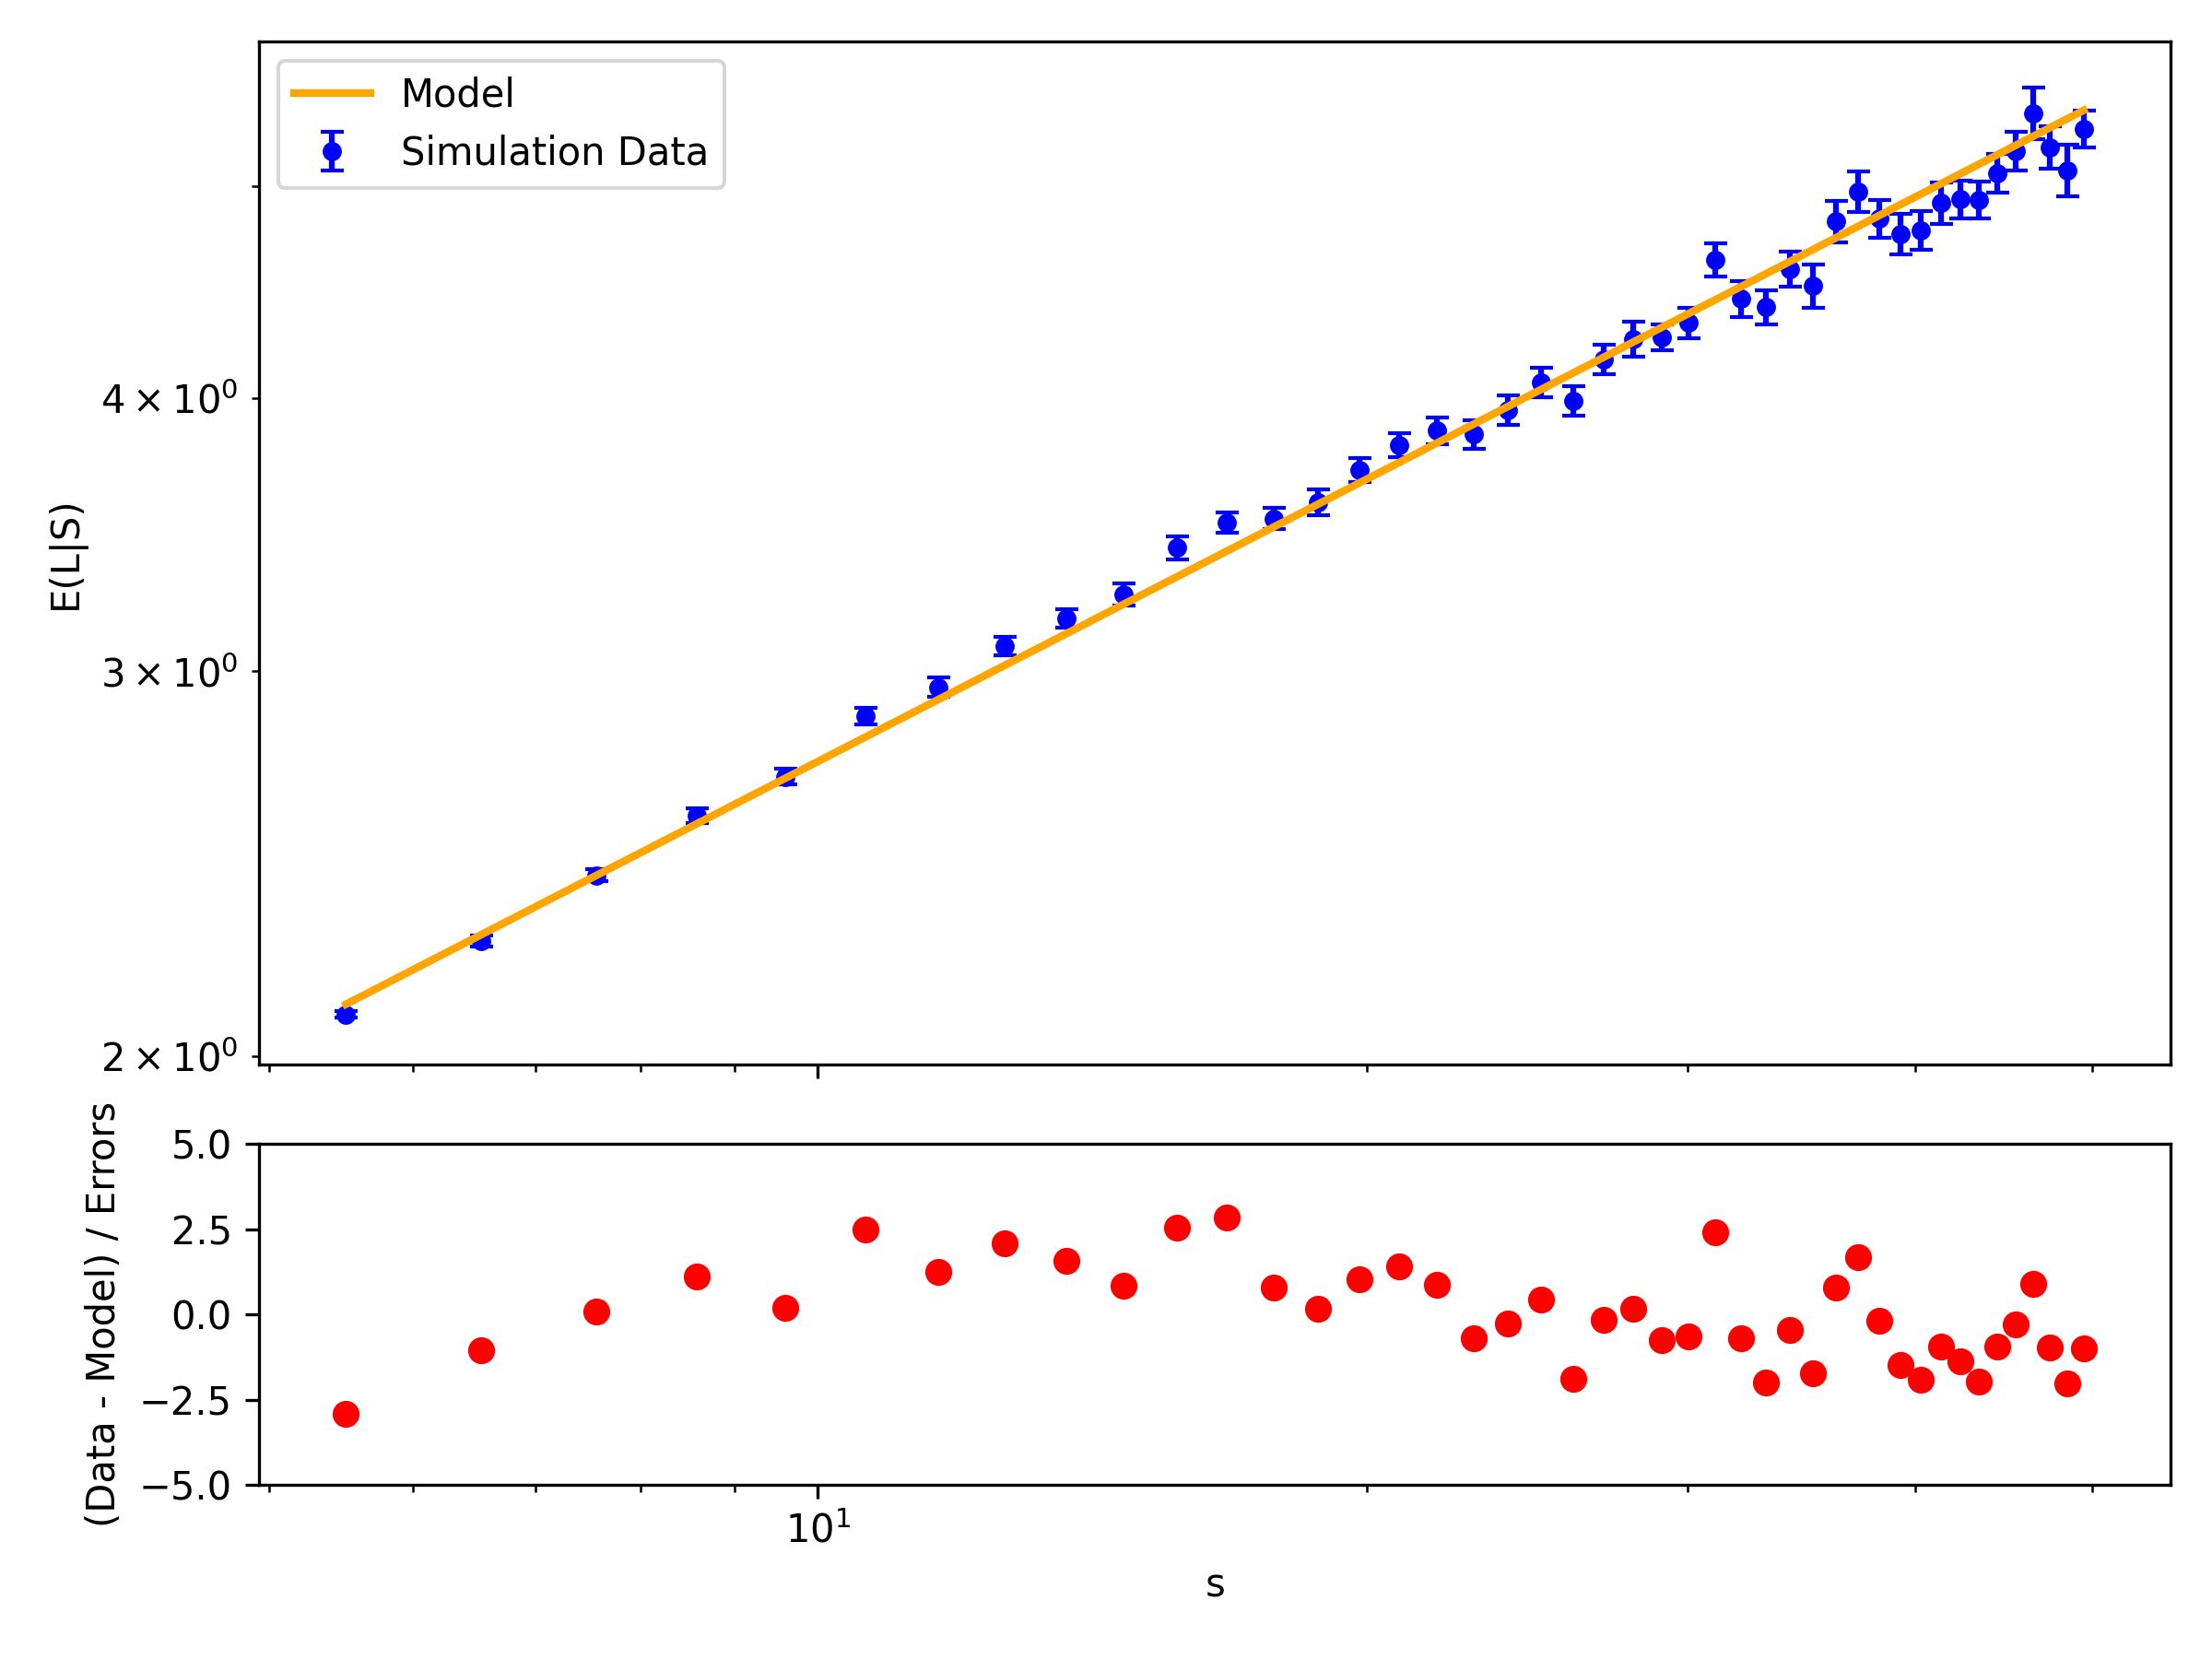 Model
Simulation Data
E(L|S)
4 × 10⁰
3 × 10⁰
2 × 10⁰
(Data - Model) / Errors
5.0
2.5
0.0
−2.5
−5.0
10¹
s